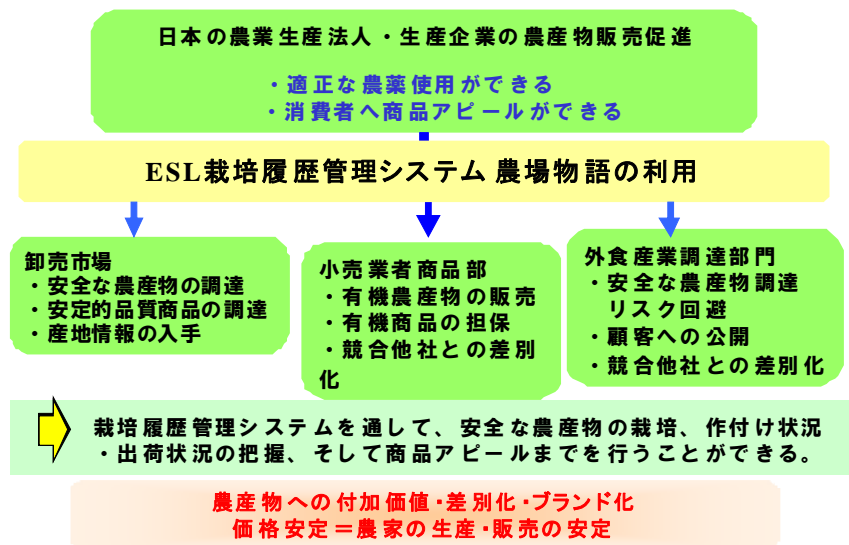 日本の農業生産法人・生産企業の農産物販売促進
・適正な農薬使用ができる
・消費者へ商品アピールができる
ESL栽培履歴管理システム 農場物語の利用
卸売市場
・安全な農産物の調達
・安定的品質商品の調達
・産地情報の入手
小売業者商品部
・有機農産物の販売
・有機商品の担保
・競合他社との差別
化
外食産業調達部門
・安全な農産物調達
リスク回避
・顧客への公開
・競合他社との差別化
栽培履歴管理システムを通して、安全な農産物の栽培、作付け状況
・出荷状況の把握、そして商品アピールまでを行うことができる。
農産物への付加価値・差別化・ブランド化
価格安定＝農家の生産・販売の安定